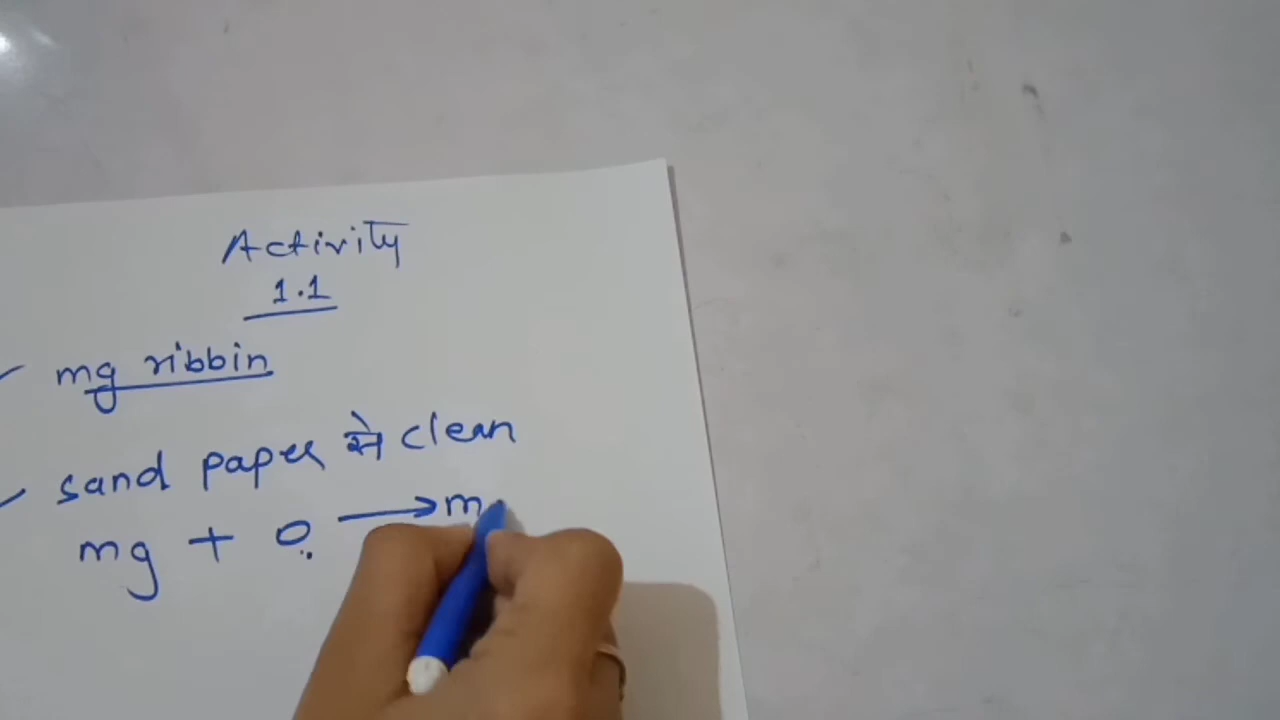 Activity
1.1
mg ribbin
sand paper से clean
mg + O → m